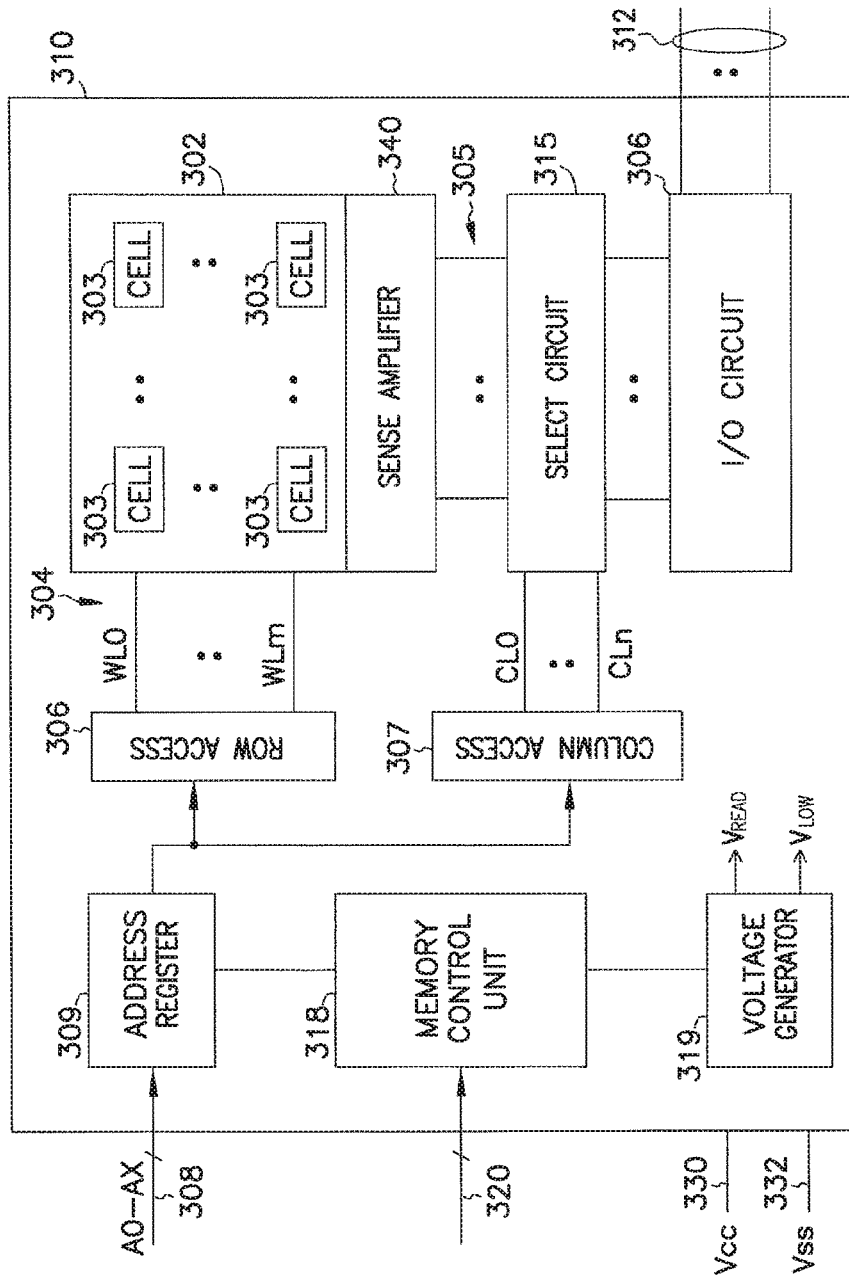 310
A0-AX
308
309
ADDRESS
REGISTER
306
ROW ACCESS
304
WL0
WLm
302
303
CELL
303
CELL
303
CELL
303
CELL
340
SENSE AMPLIFIER
305
320
318
MEMORY
CONTROL
UNIT
307
COLUMN ACCESS
CL0
CLn
315
SELECT CIRCUIT
306
I/O CIRCUIT
312
Vcc
330
Vss
332
319
VOLTAGE
GENERATOR
VREAD
VLOW